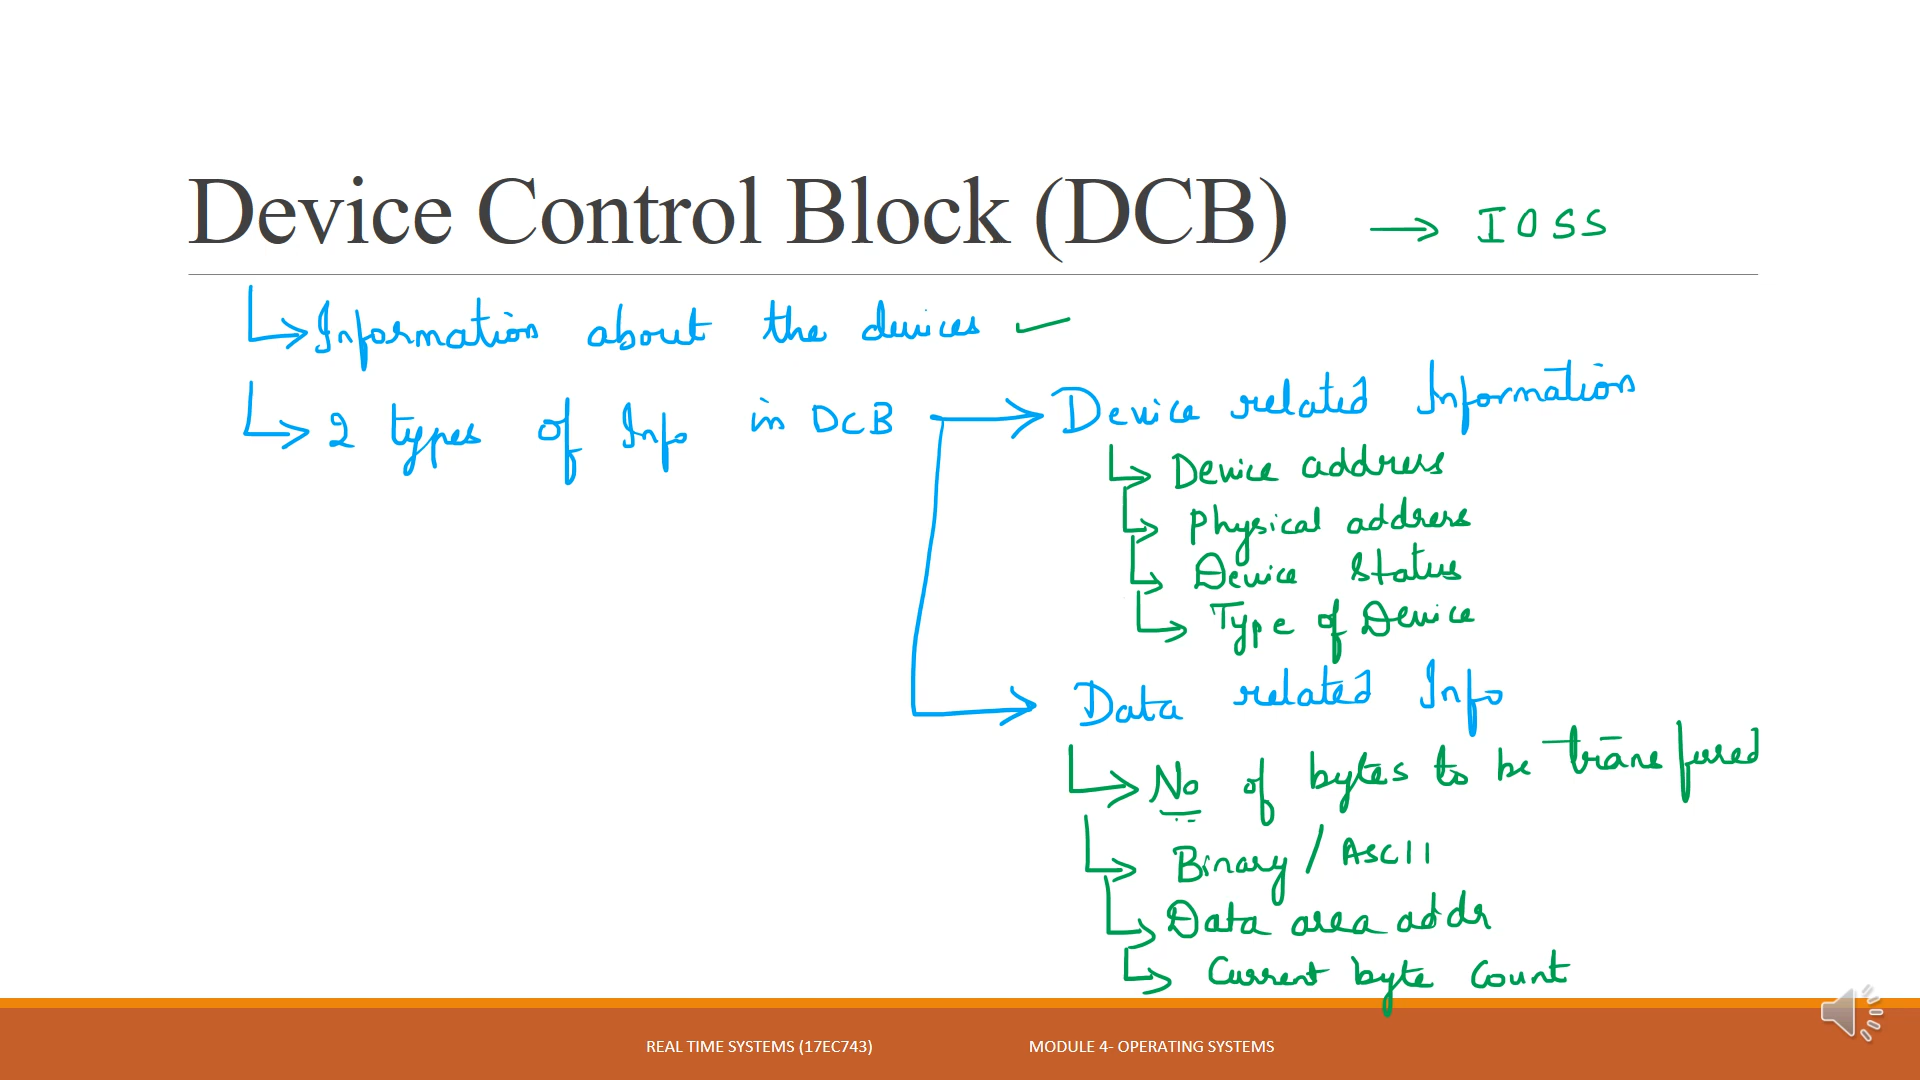 Device Control Block (DCB) → IOSS
Information about the devices ✓
2 types of Info in DCB
Device related Information
Device address
Physical address
Device Status
Type of Device
Data related Info
No of bytes to be transferred
Binary / ASCII
Data area addr
Current byte count
REAL TIME SYSTEMS (17EC743) MODULE 4- OPERATING SYSTEMS